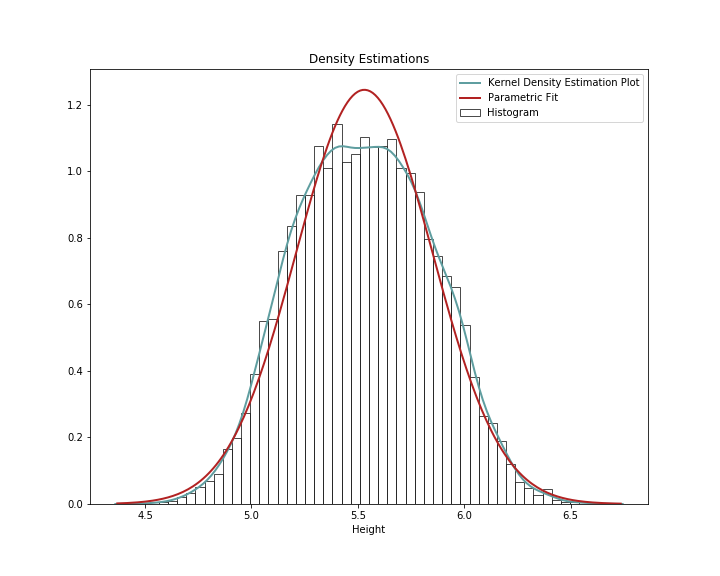 Density Estimations
Kernel Density Estimation Plot
Parametric Fit
Histogram
1.2
1.0
0.8
0.6
0.4
0.2
0.0
4.5 5.0 5.5 6.0 6.5
Height